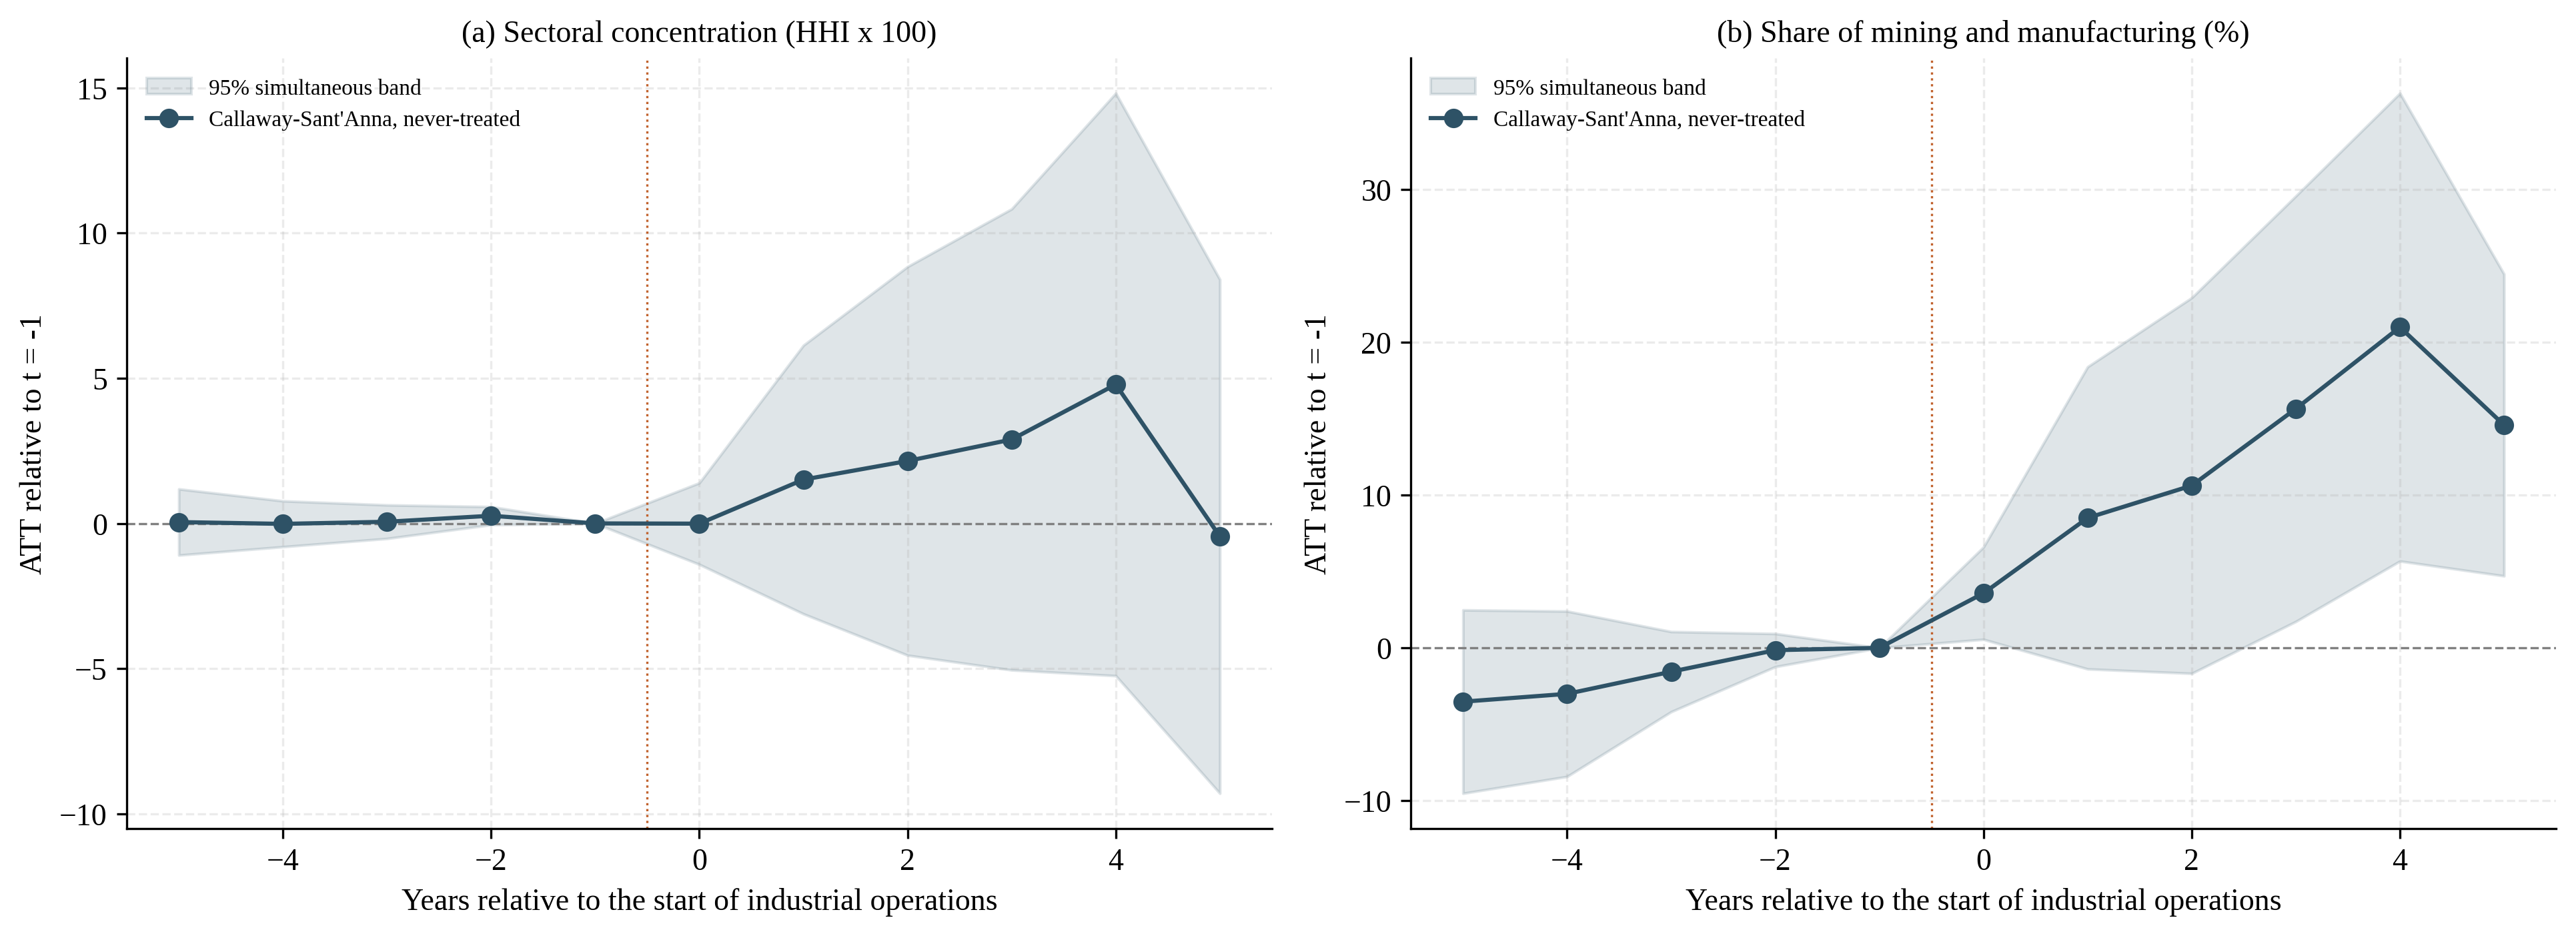 (a) Sectoral concentration (HHI x 100)
95% simultaneous band
Callaway-Sant'Anna, never-treated
ATT relative to t = -1
15
10
5
0
−5
−10
−4
−2
0
2
4
Years relative to the start of industrial operations
(b) Share of mining and manufacturing (%)
95% simultaneous band
Callaway-Sant'Anna, never-treated
ATT relative to t = -1
30
20
10
0
−10
−4
−2
0
2
4
Years relative to the start of industrial operations